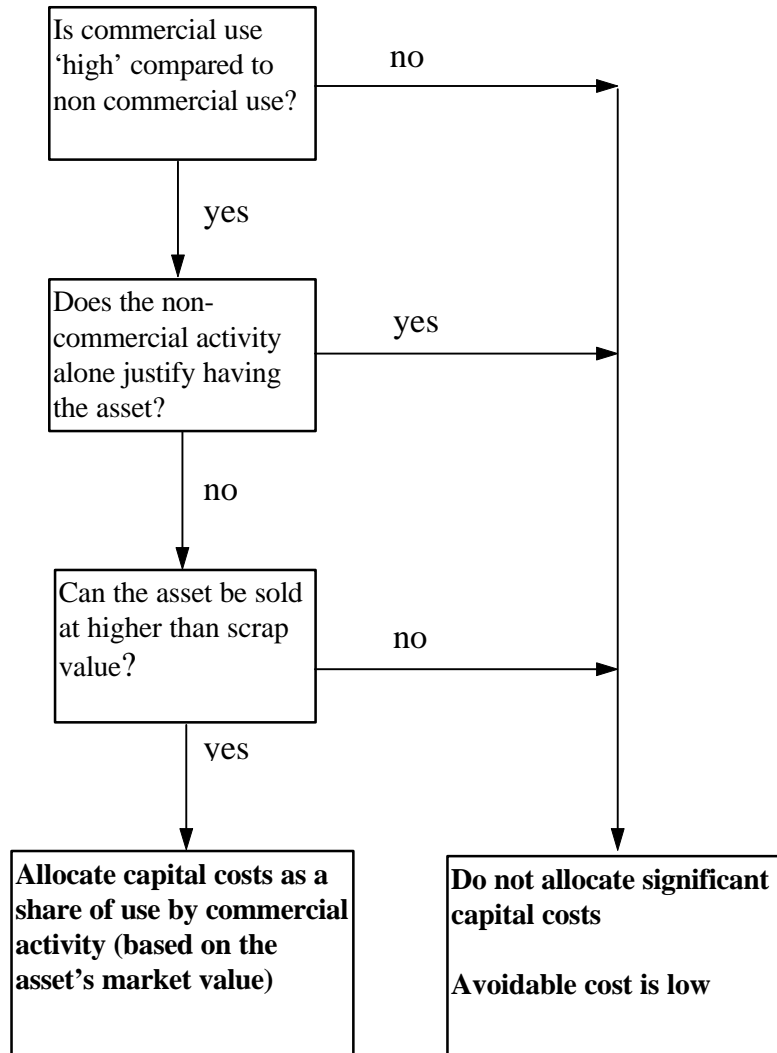 Is commercial use
‘high’ compared to
non commercial use?
no
yes
Does the non-
commercial activity
alone justify having
the asset?
yes
no
Can the asset be sold
at higher than scrap
value?
no
yes
Allocate capital costs as a
share of use by commercial
activity (based on the
asset’s market value)
Do not allocate significant
capital costs
Avoidable cost is low